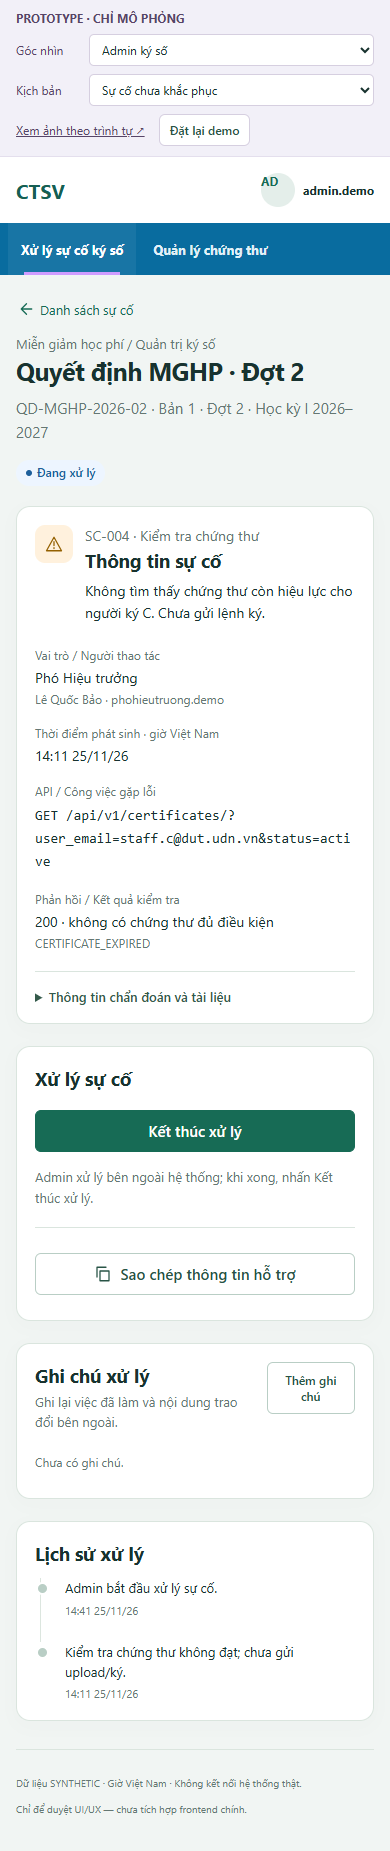 PROTOTYPE · CHỈ MÔ PHỎNG
Góc nhìn
Admin ký số
Kịch bản
Sự cố chưa khắc phục
Xem ảnh theo trình tự ↗
Đặt lại demo
CTSV
AD
admin.demo
Xử lý sự cố ký số
Quản lý chứng thư
← Danh sách sự cố
Miễn giảm học phí / Quản trị ký số
Quyết định MGHP · Đợt 2
QD-MGHP-2026-02 · Bản 1 · Đợt 2 · Học kỳ I 2026–
2027
Đang xử lý
SC-004 · Kiểm tra chứng thư
Thông tin sự cố
Không tìm thấy chứng thư còn hiệu lực cho
người ký C. Chưa gửi lệnh ký.
Vai trò / Người thao tác
Phó Hiệu trưởng
Lê Quốc Bảo · phohieutruong.demo
Thời điểm phát sinh · giờ Việt Nam
14:11 25/11/26
API / Công việc gặp lỗi
GET /api/v1/certificates/?
user_email=staff.c@dut.udn.vn&status=acti
ve
Phản hồi / Kết quả kiểm tra
200 · không có chứng thư đủ điều kiện
CERTIFICATE_EXPIRED
▶ Thông tin chẩn đoán và tài liệu
Xử lý sự cố
Kết thúc xử lý
Admin xử lý bên ngoài hệ thống; khi xong, nhấn Kết
thúc xử lý.
Sao chép thông tin hỗ trợ
Ghi chú xử lý
Ghi lại việc đã làm và nội dung trao
đổi bên ngoài.
Thêm ghi
chú
Chưa có ghi chú.
Lịch sử xử lý
Admin bắt đầu xử lý sự cố.
14:41 25/11/26
Kiểm tra chứng thư không đạt; chưa gửi
upload/ký.
14:11 25/11/26
Dữ liệu SYNTHETIC · Giờ Việt Nam · Không kết nối hệ thống thật.
Chỉ để duyệt UI/UX — chưa tích hợp frontend chính.